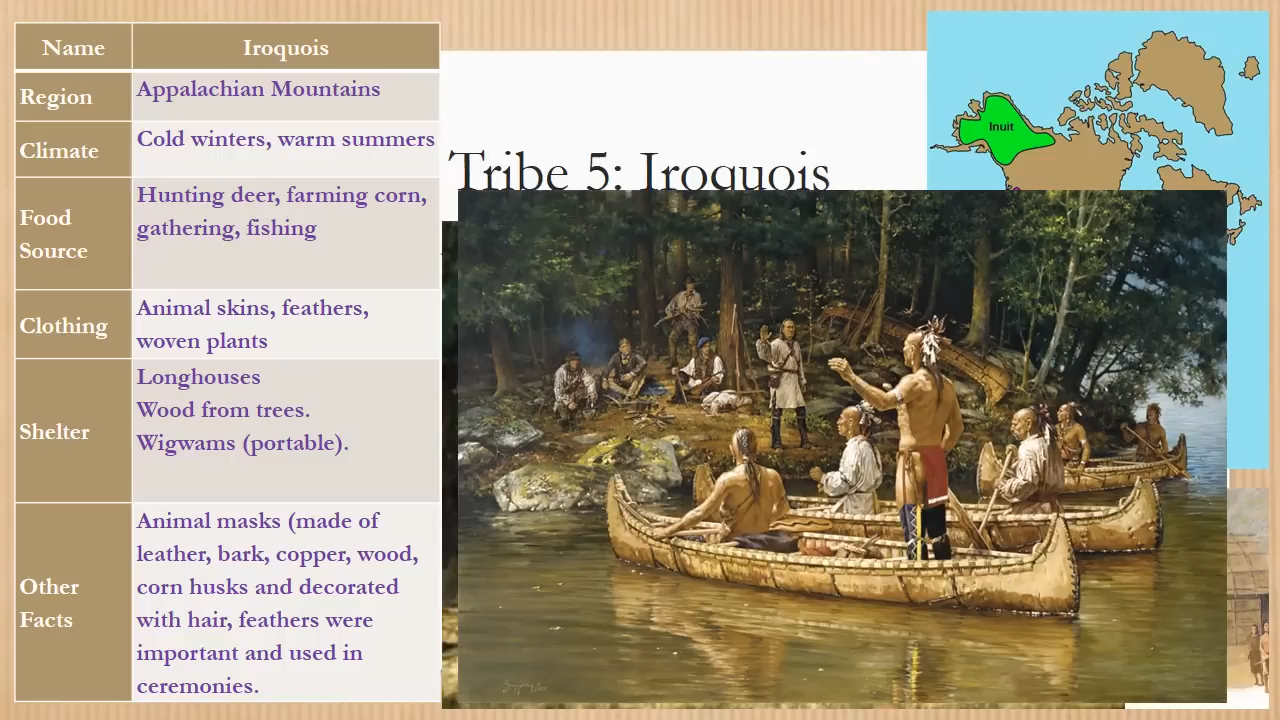 Name
Iroquois
Region
Appalachian Mountains
Climate
Cold winters, warm summers
Food
Source
Hunting deer, farming corn,
gathering, fishing
Clothing
Animal skins, feathers,
woven plants
Shelter
Longhouses
Wood from trees.
Wigwams (portable).
Other
Facts
Animal masks (made of
leather, bark, copper, wood,
corn husks and decorated
with hair, feathers were
important and used in
ceremonies.
Tribe 5: Iroquois
Inuit